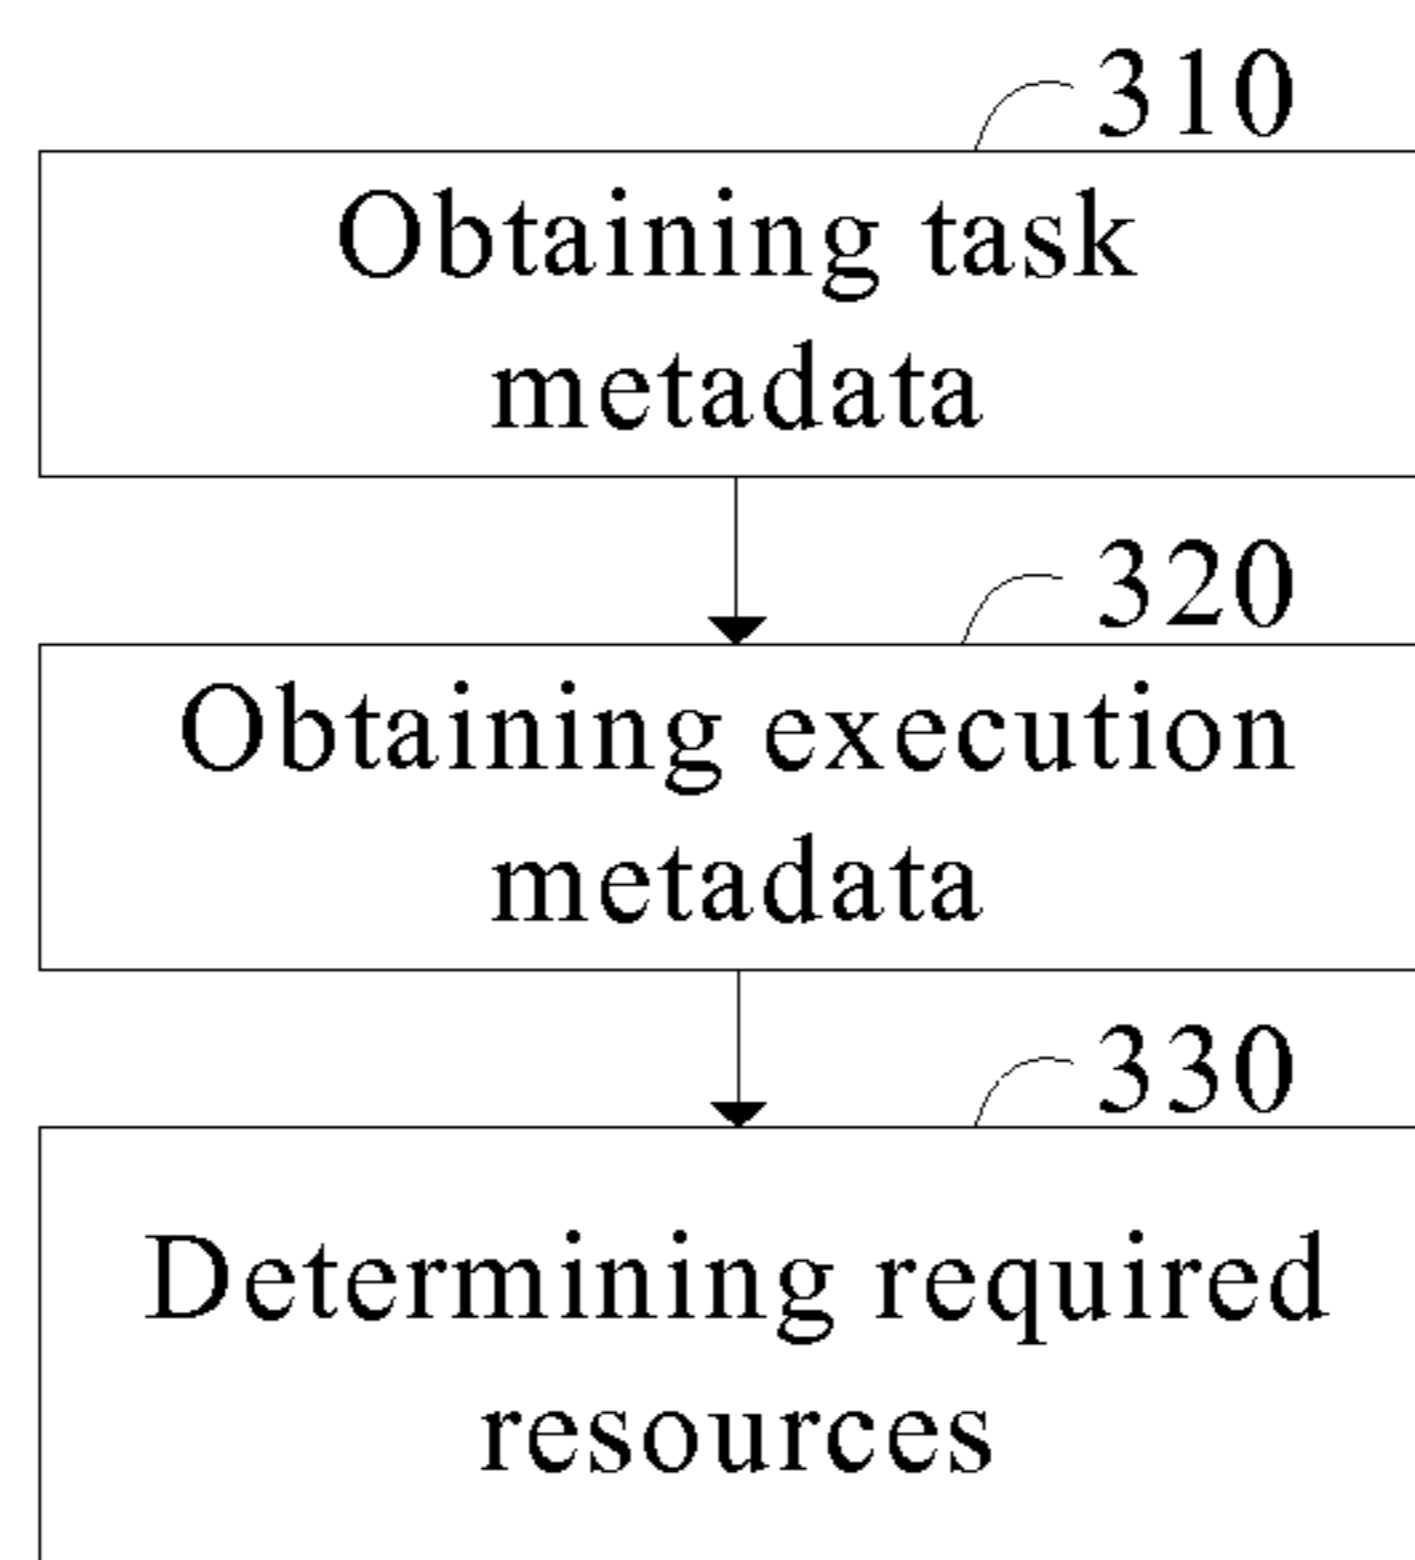 310
Obtaining task
metadata
320
Obtaining execution
metadata
330
Determining required
resources